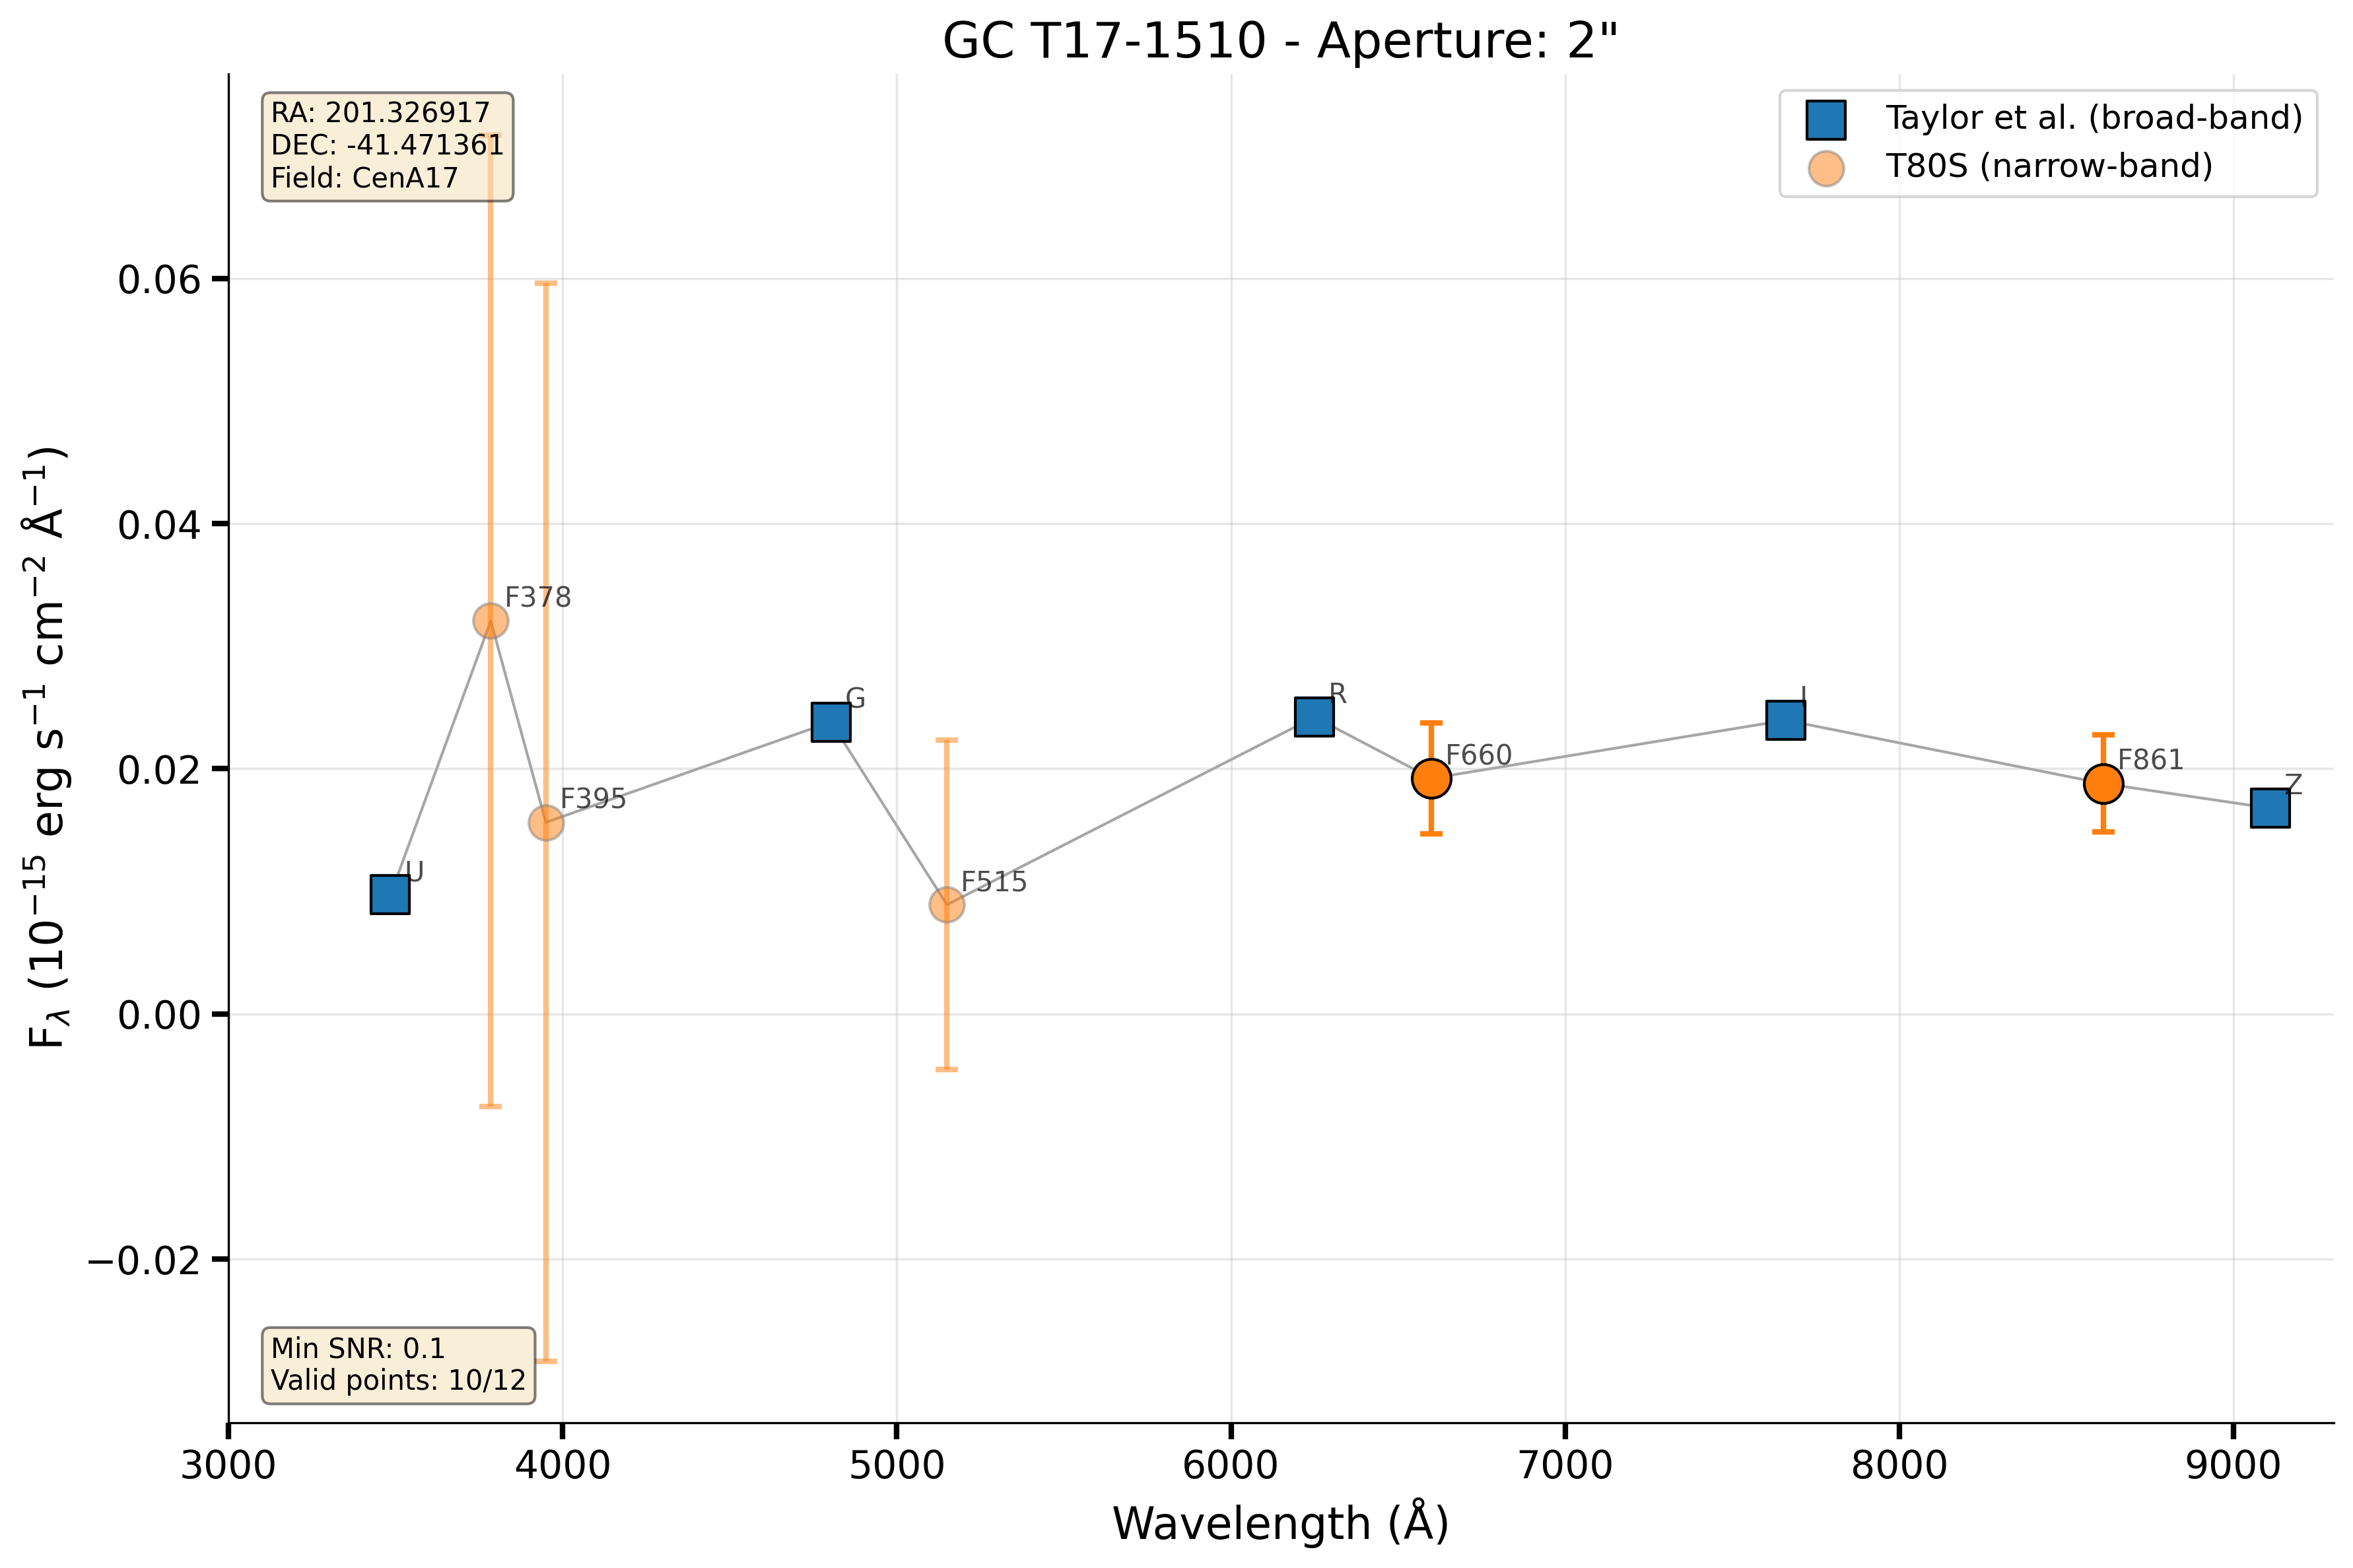 GC T17-1510 - Aperture: 2"
RA: 201.326917
DEC: -41.471361
Field: CenA17
Taylor et al. (broad-band)
T80S (narrow-band)
0.06
0.04
0.02
0.00
−0.02
F_λ (10⁻¹⁵ erg s⁻¹ cm⁻² Å⁻¹)
U
F378
F395
G
F515
R
F660
I
F861
Z
Min SNR: 0.1
Valid points: 10/12
3000 4000 5000 6000 7000 8000 9000
Wavelength (Å)